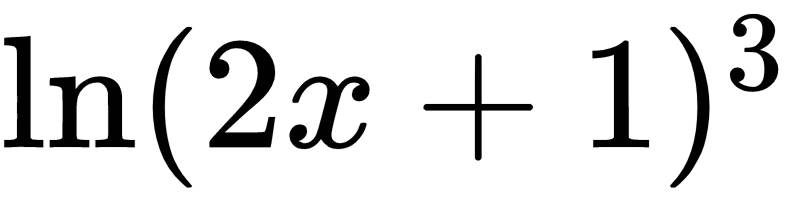 ln(2x + 1)³